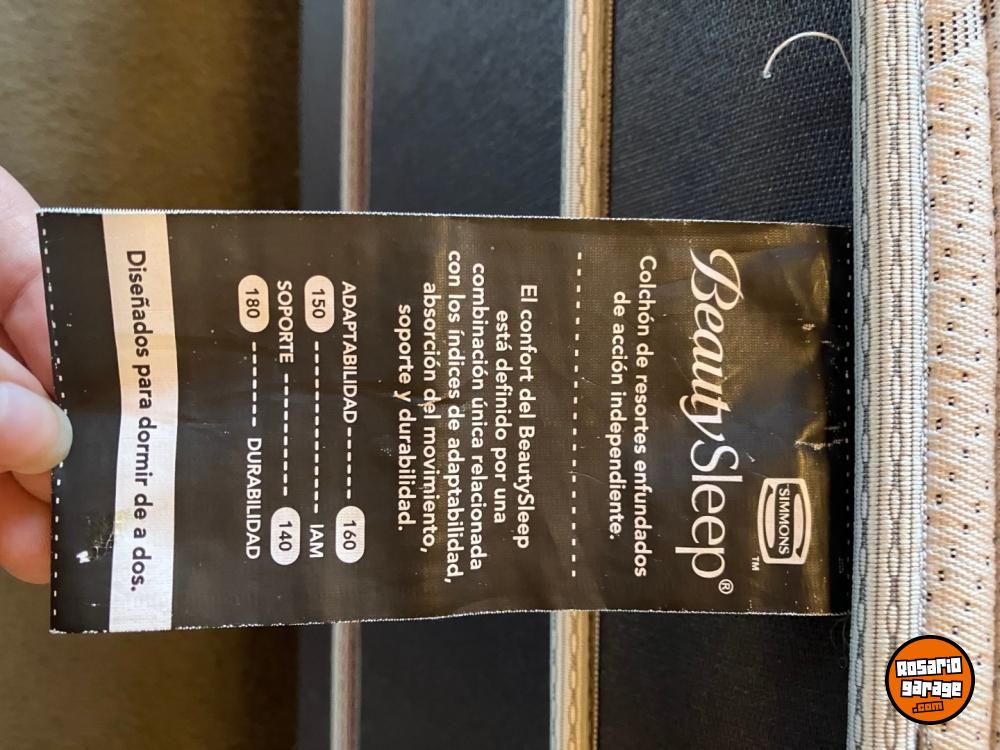 SIMMONS
TM
BeautySleep®
Colchón de resortes enfundados
de acción independiente.
El confort del BeautySleep
está definido por una
combinación única relacionada
con los índices de adaptabilidad,
absorción del movimiento,
soporte y durabilidad.
ADAPTABILIDAD 160
150 IAM
SOPORTE 140
180 DURABILIDAD
Diseñados para dormir de a dos.
Rosario
garage
.com